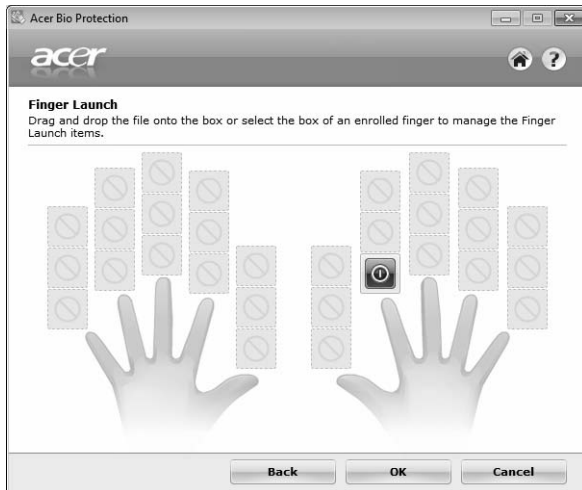 Acer Bio Protection
acer
Finger Launch
Drag and drop the file onto the box or select the box of an enrolled finger to manage the Finger
Launch items.
Back OK Cancel